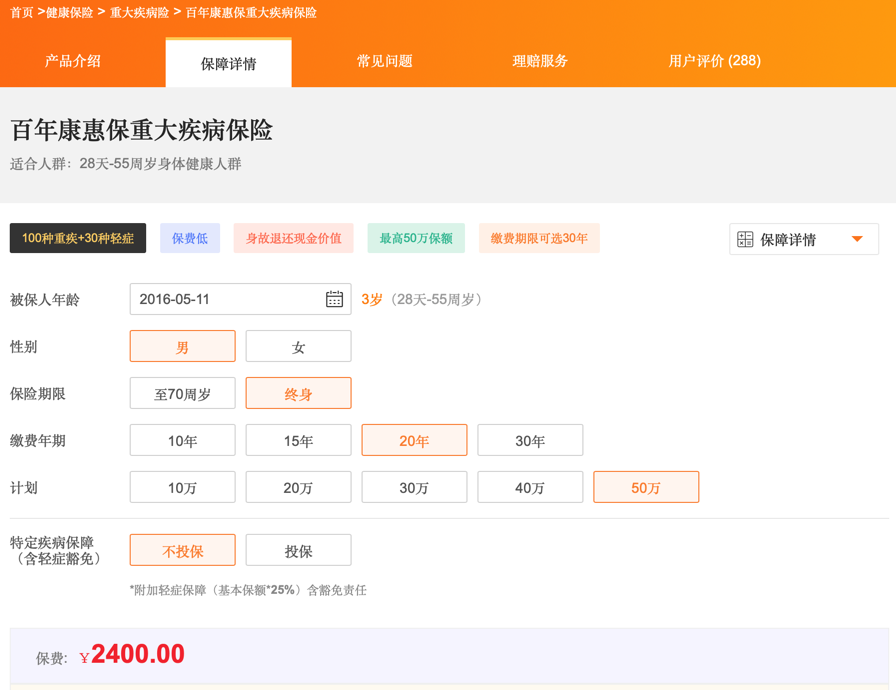 首页 >健康保险 > 重大疾病险 > 百年康惠保重大疾病保险
产品介绍 保障详情 常见问题 理赔服务 用户评价 (288)
百年康惠保重大疾病保险
适合人群: 28天-55周岁身体健康人群
100种重疾+30种轻症 保费低 身故退还现金价值 最高50万保额 缴费期限可选30年 保障详情
被保人年龄 2016-05-11 3岁（28天-55周岁）
性别 男 女
保险期限 至70周岁 终身
缴费年期 10年 15年 20年 30年
计划 10万 20万 30万 40万 50万
特定疾病保障
（含轻症豁免） 不投保 投保
*附加轻症保障（基本保额*25%）含豁免责任
保费: ¥2400.00